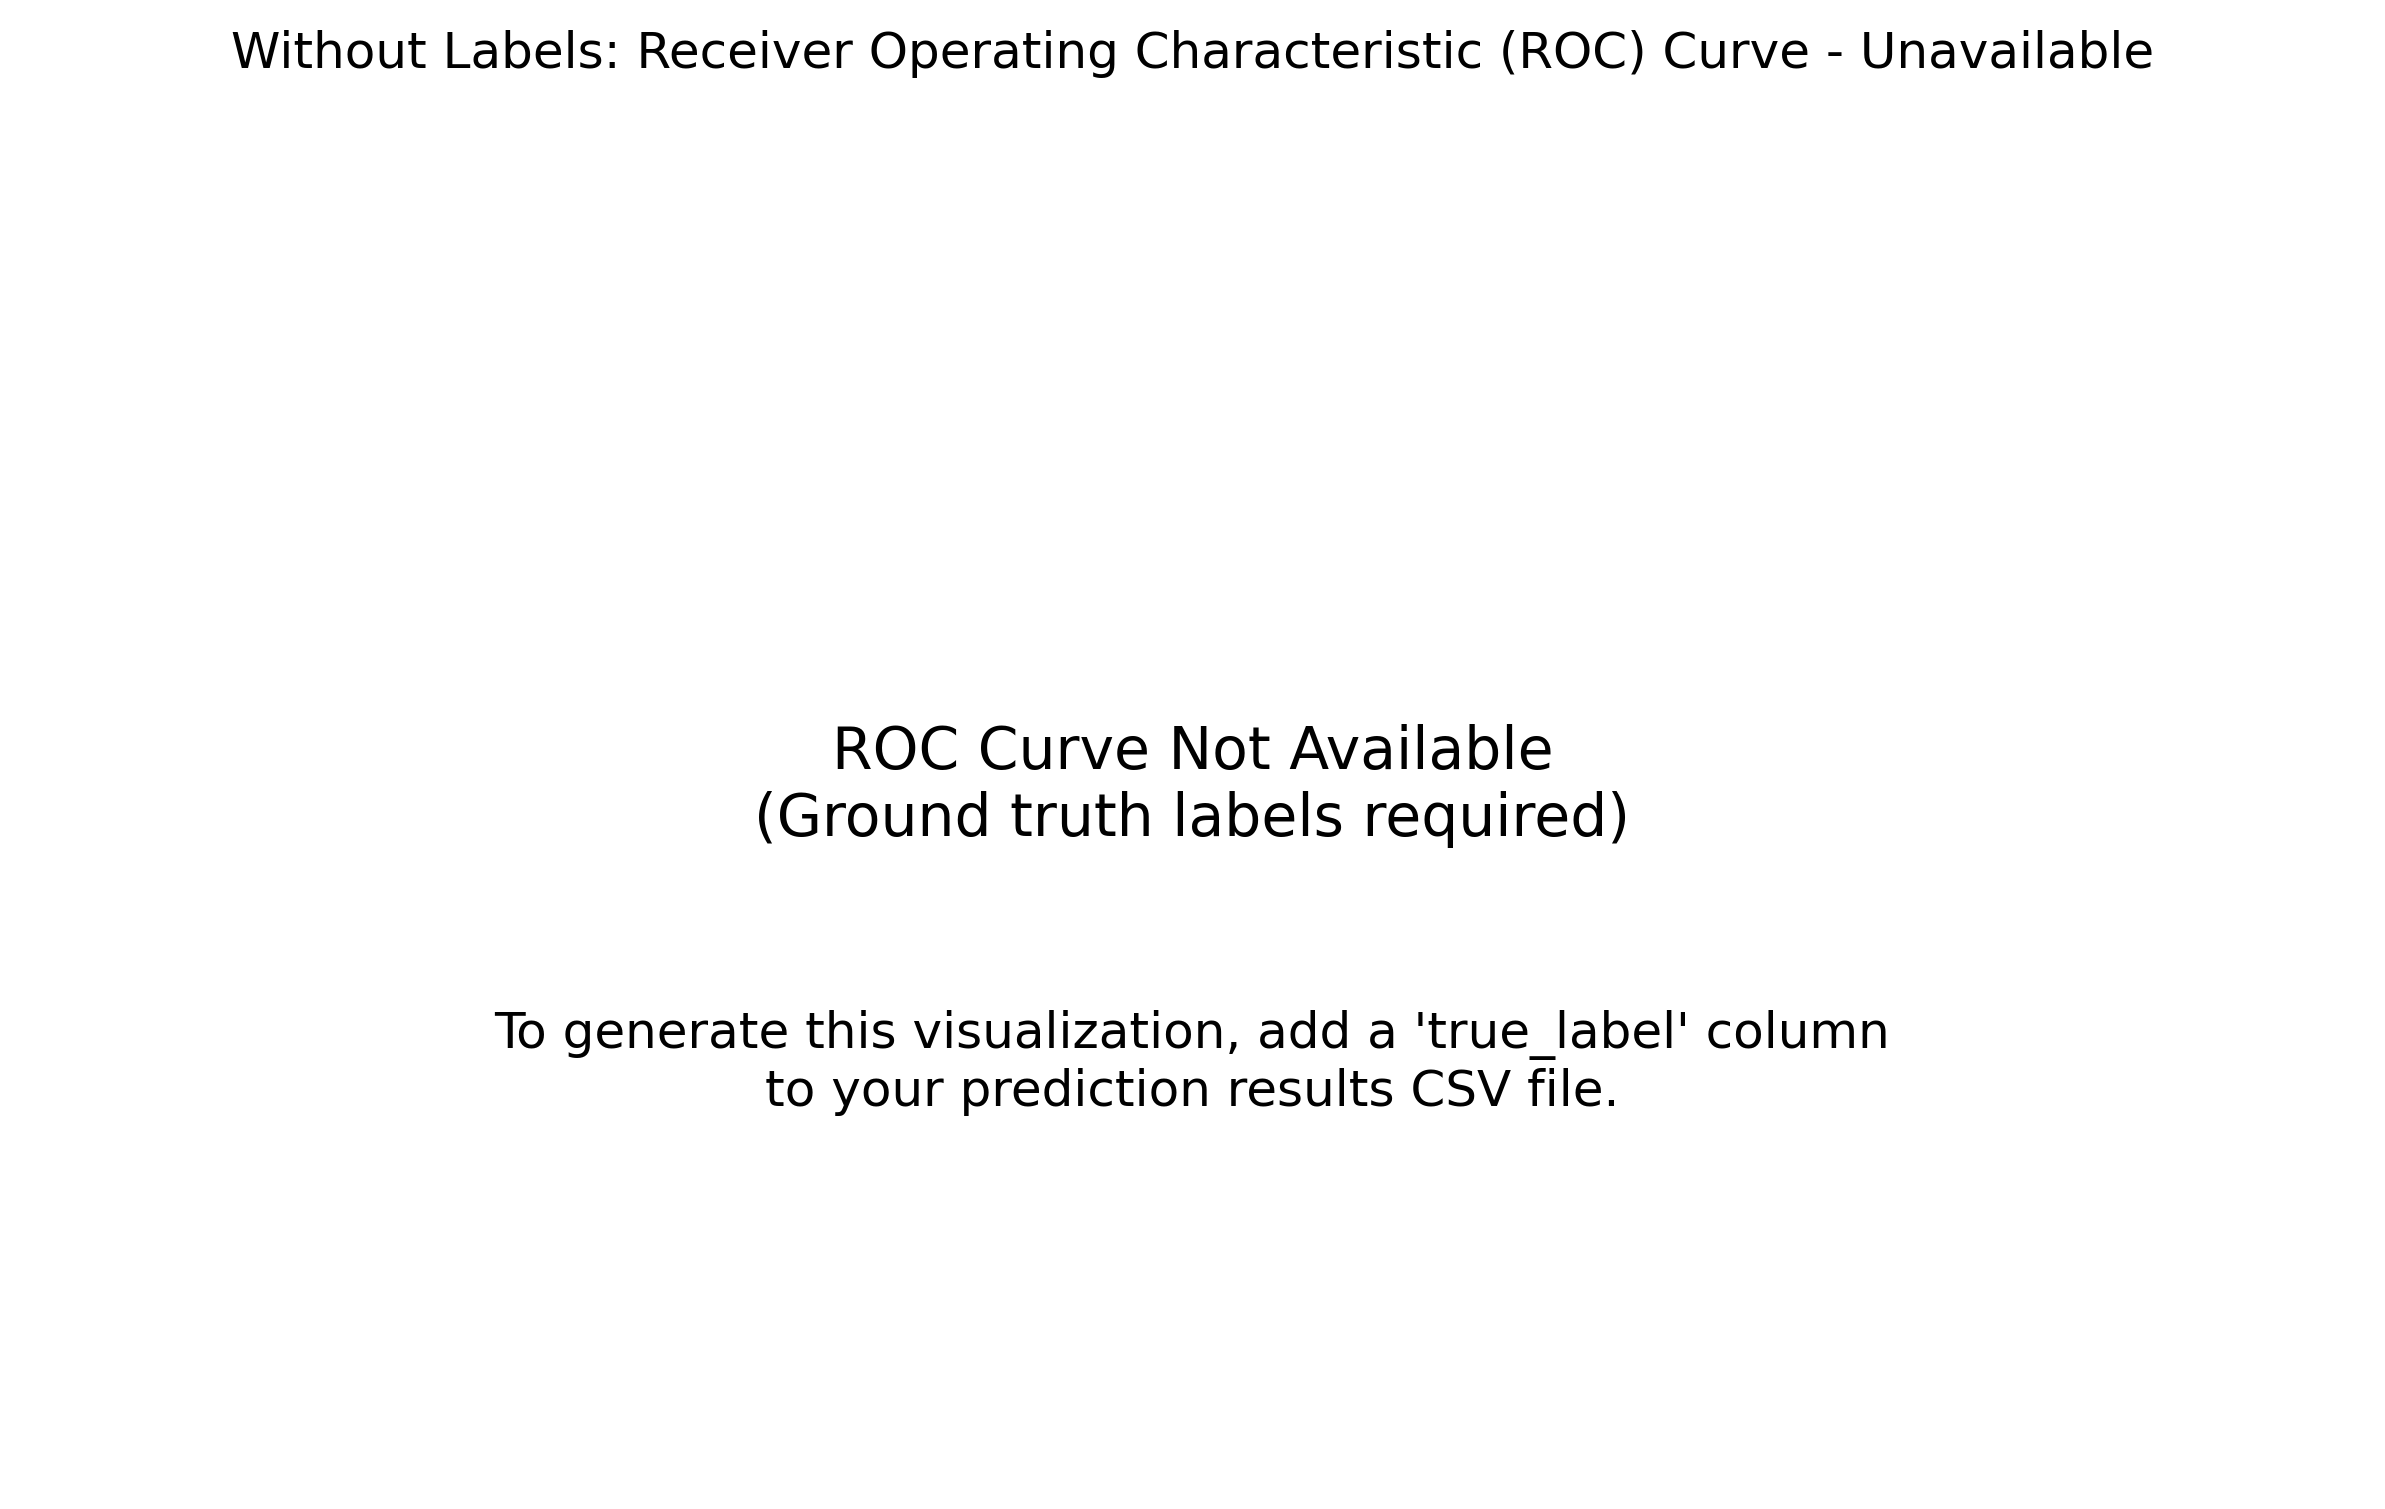 Without Labels: Receiver Operating Characteristic (ROC) Curve - Unavailable
ROC Curve Not Available
(Ground truth labels required)
To generate this visualization, add a 'true_label' column
to your prediction results CSV file.